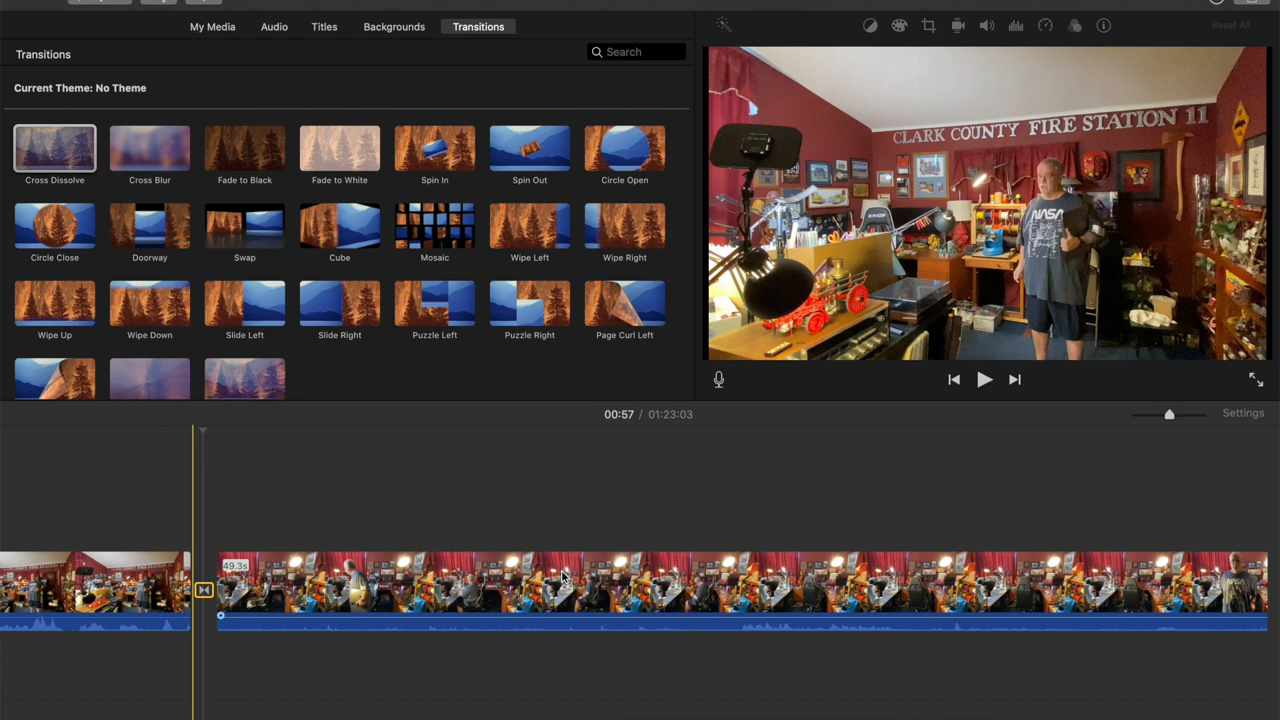 My Media Audio Titles Backgrounds Transitions
Reset All
Transitions
Search
Current Theme: No Theme
Cross Dissolve Cross Blur Fade to Black Fade to White Spin In Spin Out Circle Open
Circle Close Doorway Swap Cube Mosaic Wipe Left Wipe Right
Wipe Up Wipe Down Slide Left Slide Right Puzzle Left Puzzle Right Page Curl Left
CLARK COUNTY FIRE STATION 11
NASA
00:57 / 01:23:03
Settings
49.3s